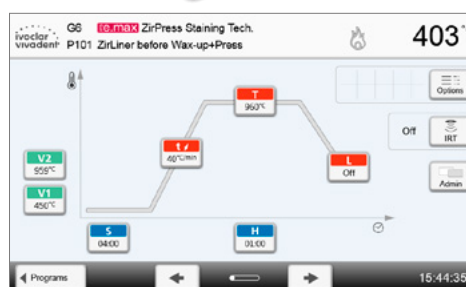 ivoclar
vivadent
G6 IPS e.max ZirPress Staining Tech.
P101 ZirLiner before Wax-up+Press
403°
Options
Off
IRT
Admin
T
960°C
t
40°C/min
L
Off
V2
959°C
V1
450°C
S
04:00
H
01:00
Programs
15:44:35